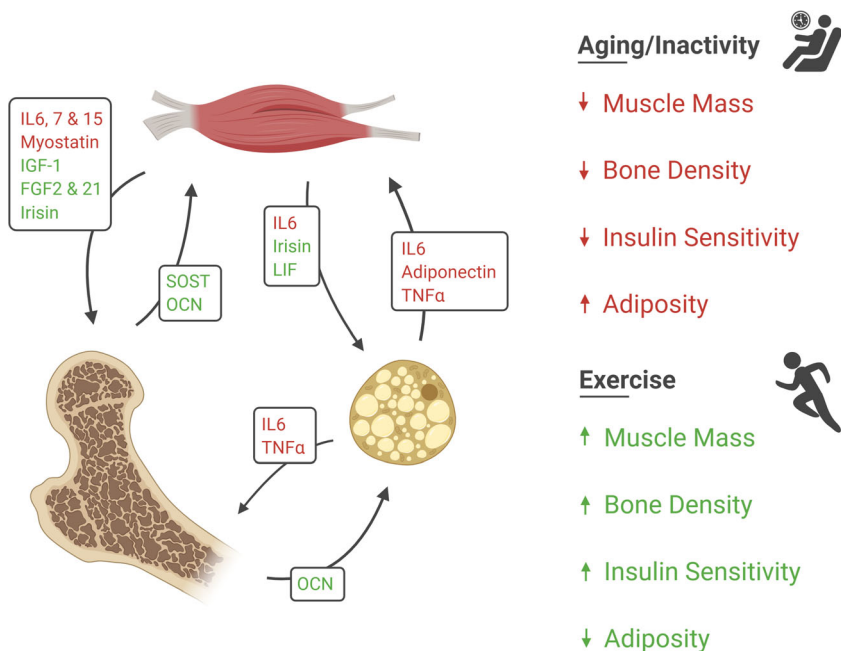 IL6, 7 & 15
Myostatin
IGF-1
FGF2 & 21
Irisin
SOST
OCN
IL6
Irisin
LIF
IL6
Adiponectin
TNFα
IL6
TNFα
OCN
Aging/Inactivity
↓ Muscle Mass
↓ Bone Density
↓ Insulin Sensitivity
↑ Adiposity
Exercise
↑ Muscle Mass
↑ Bone Density
↑ Insulin Sensitivity
↓ Adiposity